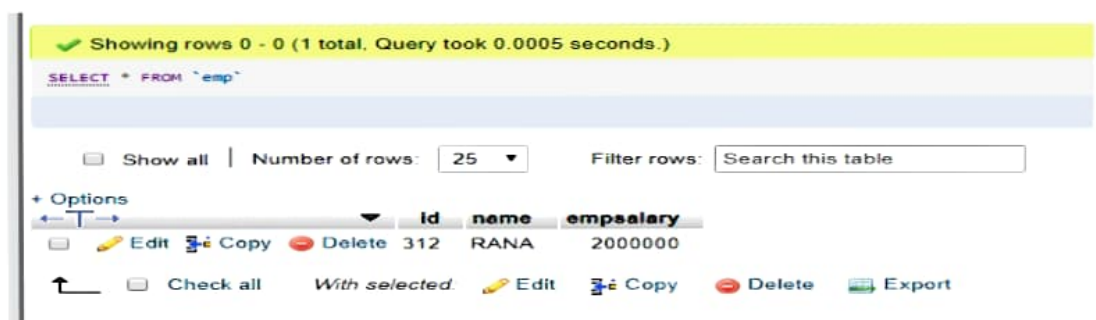 Showing rows 0 - 0 (1 total, Query took 0.0005 seconds.)
SELECT * FROM `emp`
Show all | Number of rows: 25 Filter rows: Search this table
+ Options
←T→ id name empsalary
Edit Copy Delete 312 RANA 2000000
Check all With selected: Edit Copy Delete Export